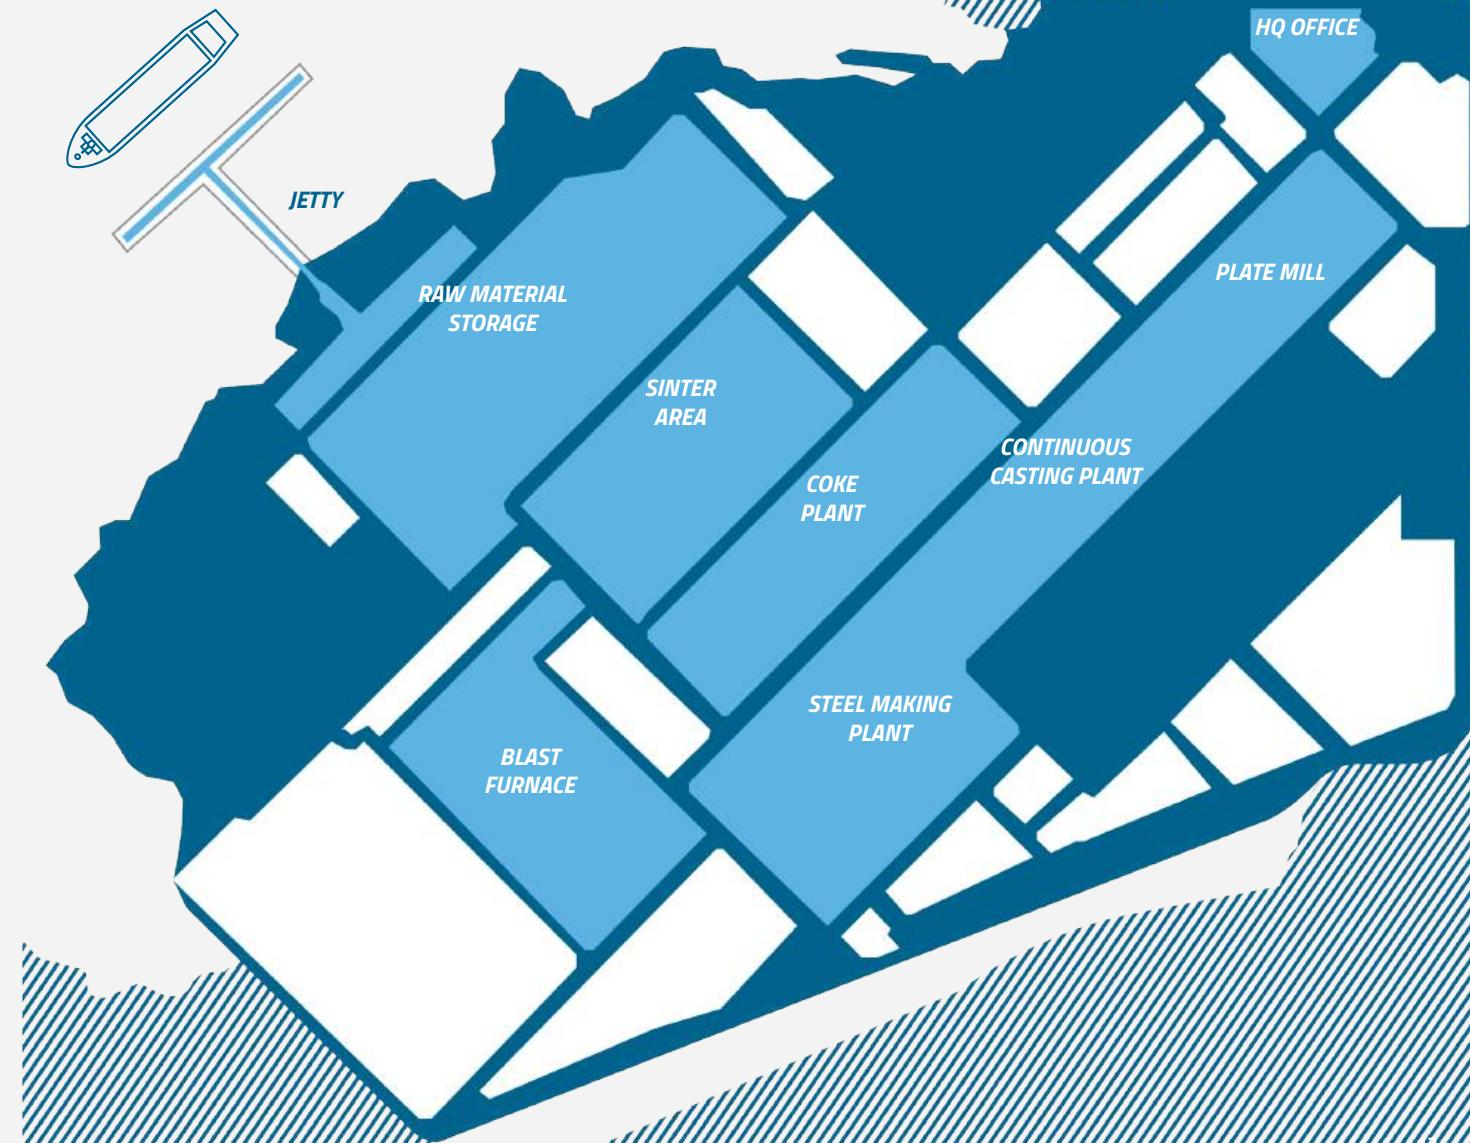 HQ OFFICE
JETTY
PLATE MILL
RAW MATERIAL
STORAGE
SINTER
AREA
CONTINUOUS
CASTING PLANT
COKE
PLANT
STEEL MAKING
PLANT
BLAST
FURNACE